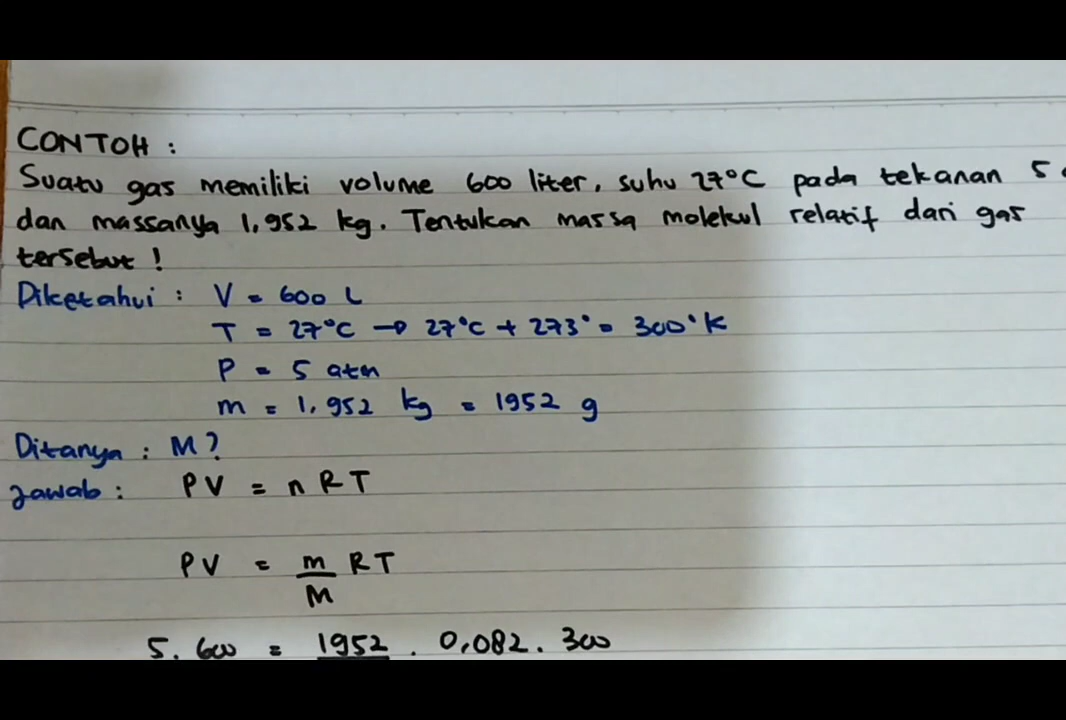 CONTOH :
Suatu gas memiliki volume 600 liter, suhu 27°C pada tekanan 5
dan massanya 1,952 kg. Tentukan massa molekul relatif dari gas
tersebut !
Diketahui : V = 600 L
T = 27°C → 27°C + 273° = 300°K
P = 5 atm
m = 1,952 kg = 1952 g
Ditanya : M?
Jawab : PV = n R T
PV = m/M RT
5. 600 = 1952 . 0,082. 300